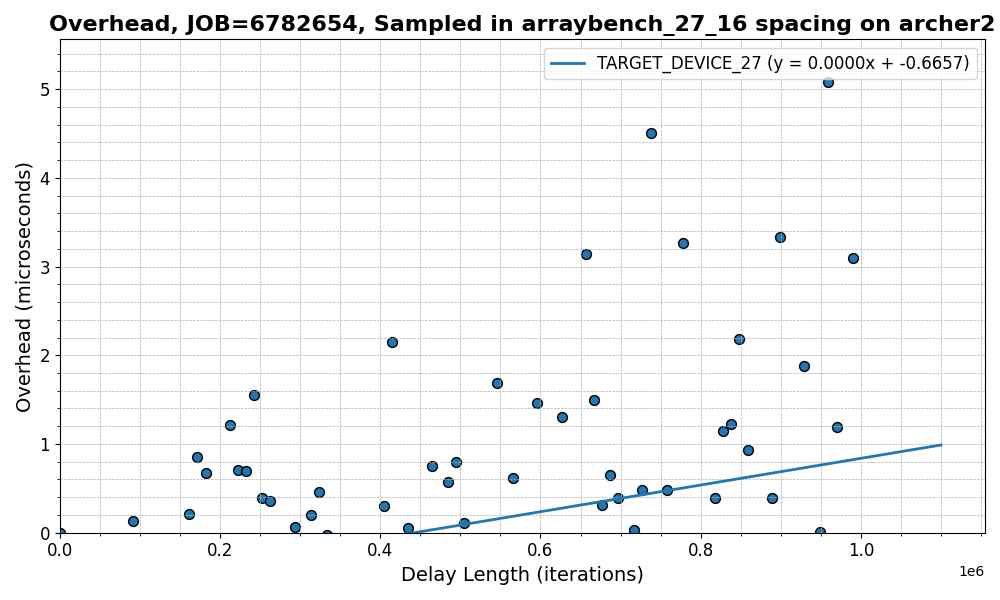 Overhead, JOB=6782654, Sampled in arraybench_27_16 spacing on archer2
TARGET_DEVICE_27 (y = 0.0000x + -0.6657)
Overhead (microseconds)
5
4
3
2
1
0
0.0 0.2 0.4 0.6 0.8 1.0
1e6
Delay Length (iterations)